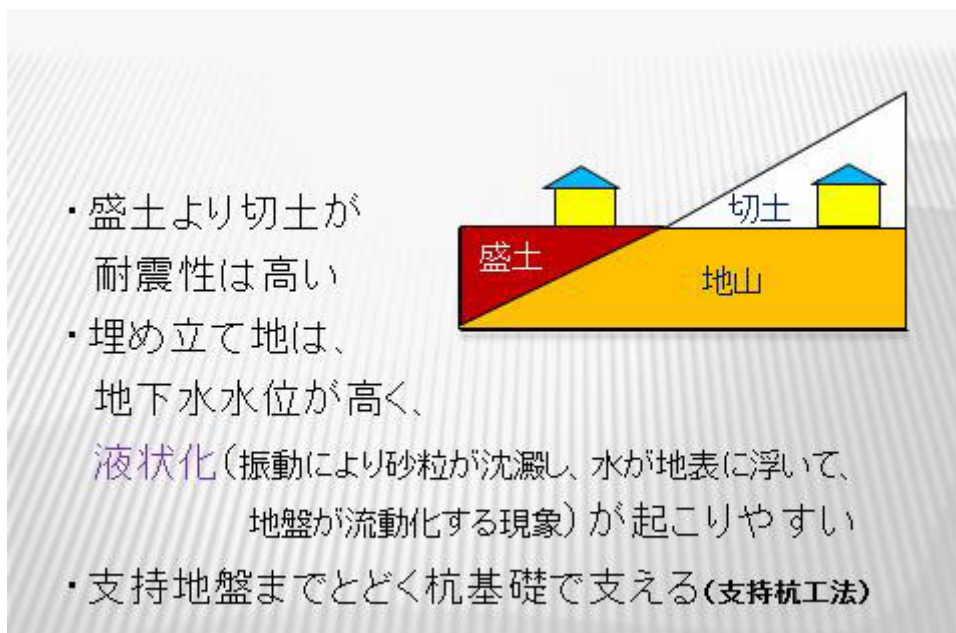 ・盛土より切土が
耐震性は高い
・埋め立て地は、
地下水水位が高く、
液状化(振動により砂粒が沈澱し、水が地表に浮いて、
地盤が流動化する現象)が起こりやすい
・支持地盤までとどく杭基礎で支える(支持杭工法)
切土
盛土
地山